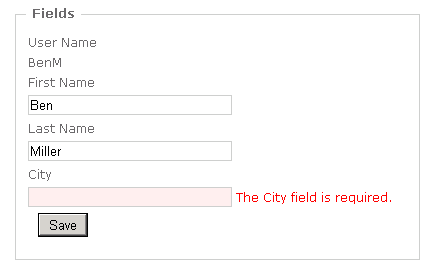 Fields
User Name
BenM
First Name
Ben
Last Name
Miller
City
The City field is required.
Save